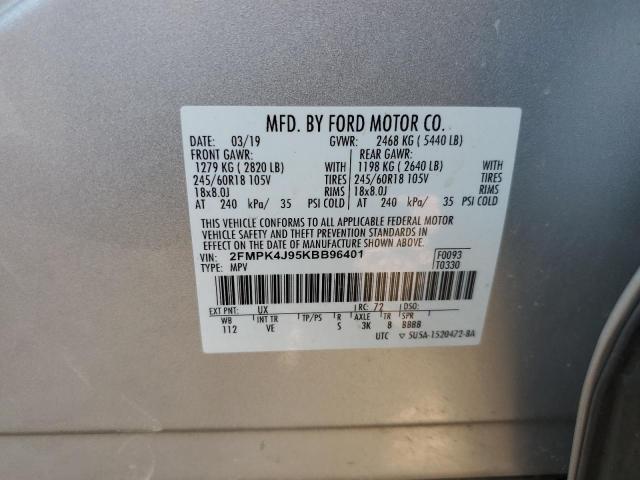 MFD. BY FORD MOTOR CO.
DATE: 03/19 GVWR: 2468 KG ( 5440 LB)
FRONT GAWR: REAR GAWR:
1279 KG ( 2820 LB) WITH 1198 KG ( 2640 LB) WITH
245/60R18 105V TIRES 245/60R18 105V TIRES
18x8.0J RIMS 18x8.0J RIMS
AT 240 kPa/ 35 PSI COLD AT 240 kPa/ 35 PSI COLD
THIS VEHICLE CONFORMS TO ALL APPLICABLE FEDERAL MOTOR
VEHICLE SAFETY AND THEFT PREVENTION STANDARDS IN
EFFECT ON THE DATE OF MANUFACTURE SHOWN ABOVE.
VIN: 2FMPK4J95KBB96401 F0093
TYPE: MPV T0330
EXT PNT: UX RC: 72 DSO:
WB INT TR TP/PS R AXLE TR SPR
112 VE S 3K 8 BBBB
UTC ▽ 5USA-1520472-BA